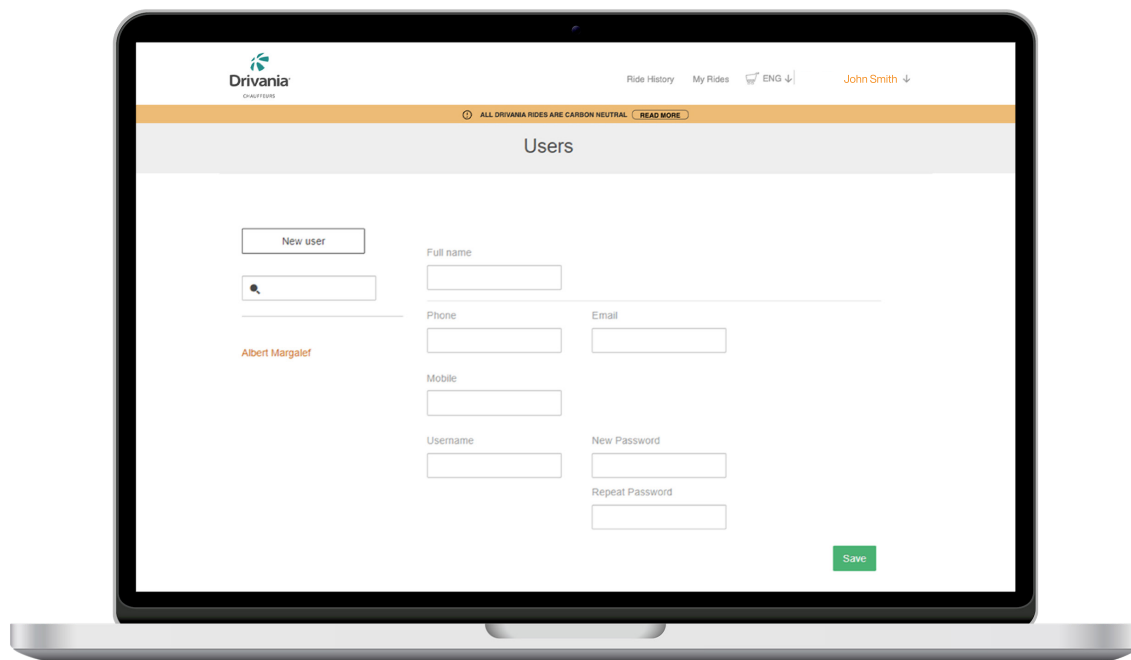 Drivania
CHAUFFEURS
Ride History My Rides ENG John Smith
ALL DRIVANIA RIDES ARE CARBON NEUTRAL READ MORE
Users
New user
Full name
Phone Email
Albert Margalef
Mobile
Username New Password
Repeat Password
Save